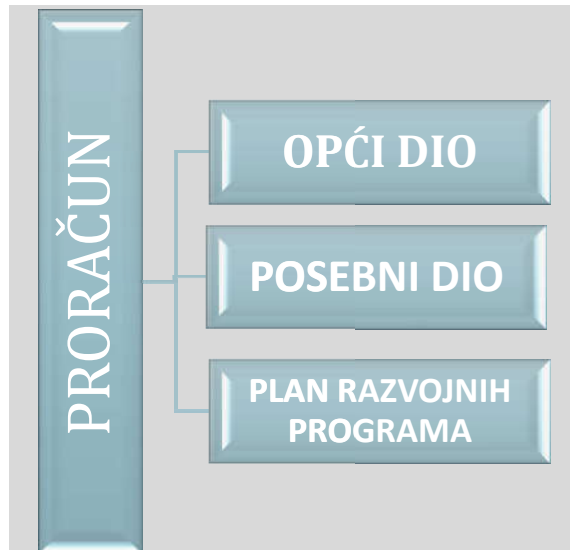 PRORAČUN
OPĆI DIO
POSEBNI DIO
PLAN RAZVOJNIH
PROGRAMA